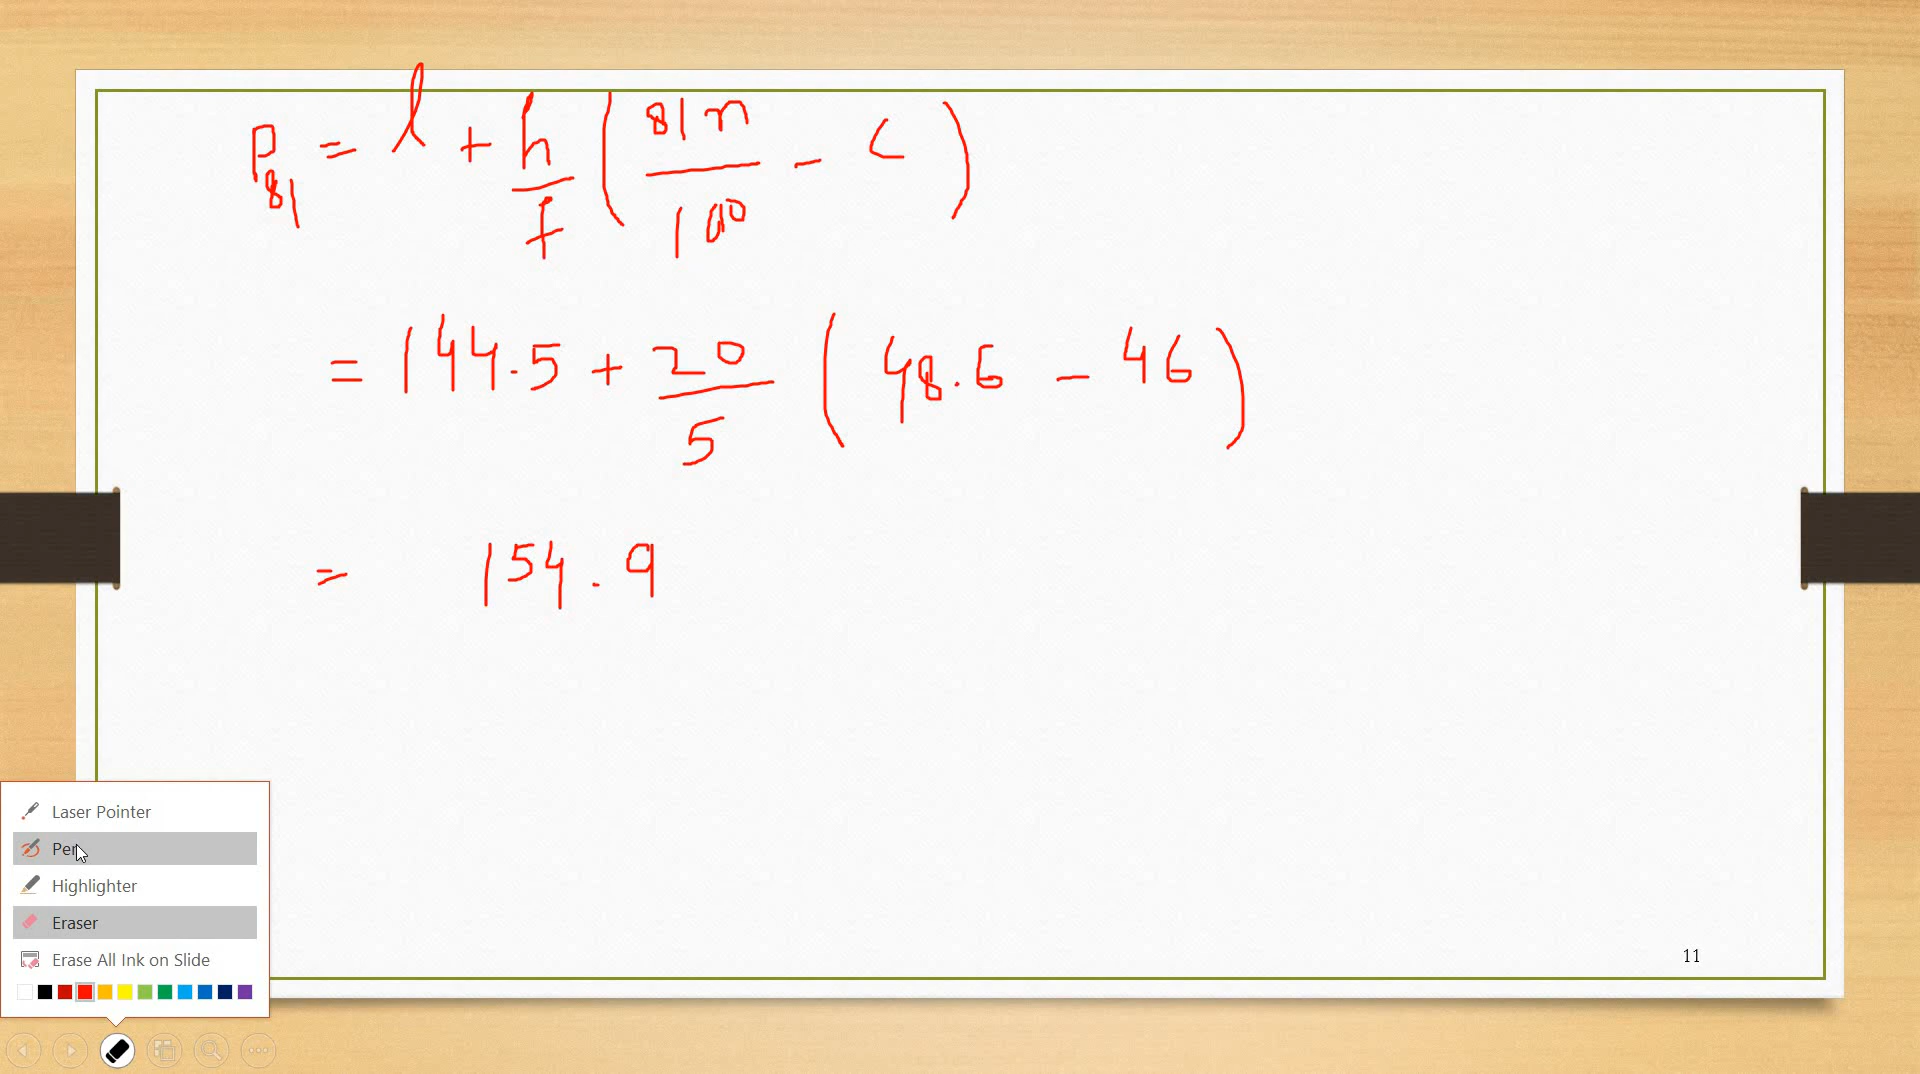 P81 = l + h/f ( 81n/100 - C )
= 144.5 + 20/5 ( 48.6 - 46 )
= 154.9
Laser Pointer
Pen
Highlighter
Eraser
Erase All Ink on Slide
11